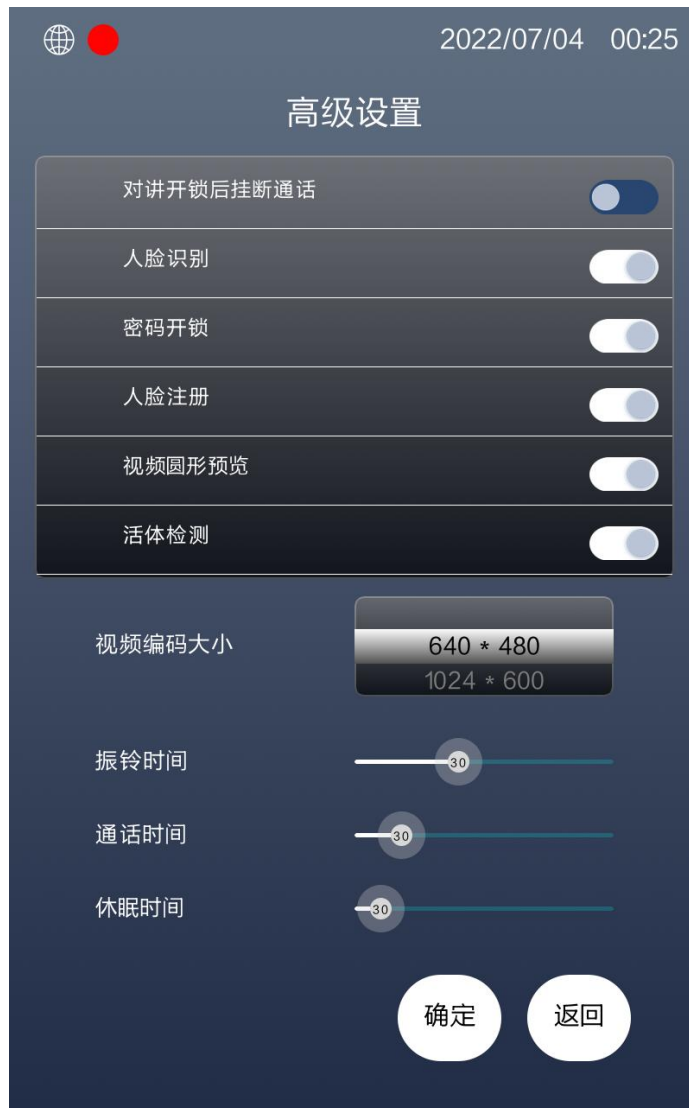 2022/07/04 00:25
高级设置
对讲开锁后挂断通话
人脸识别
密码开锁
人脸注册
视频圆形预览
活体检测
视频编码大小
640 * 480
1024 * 600
振铃时间
30
通话时间
30
休眠时间
30
确定 返回